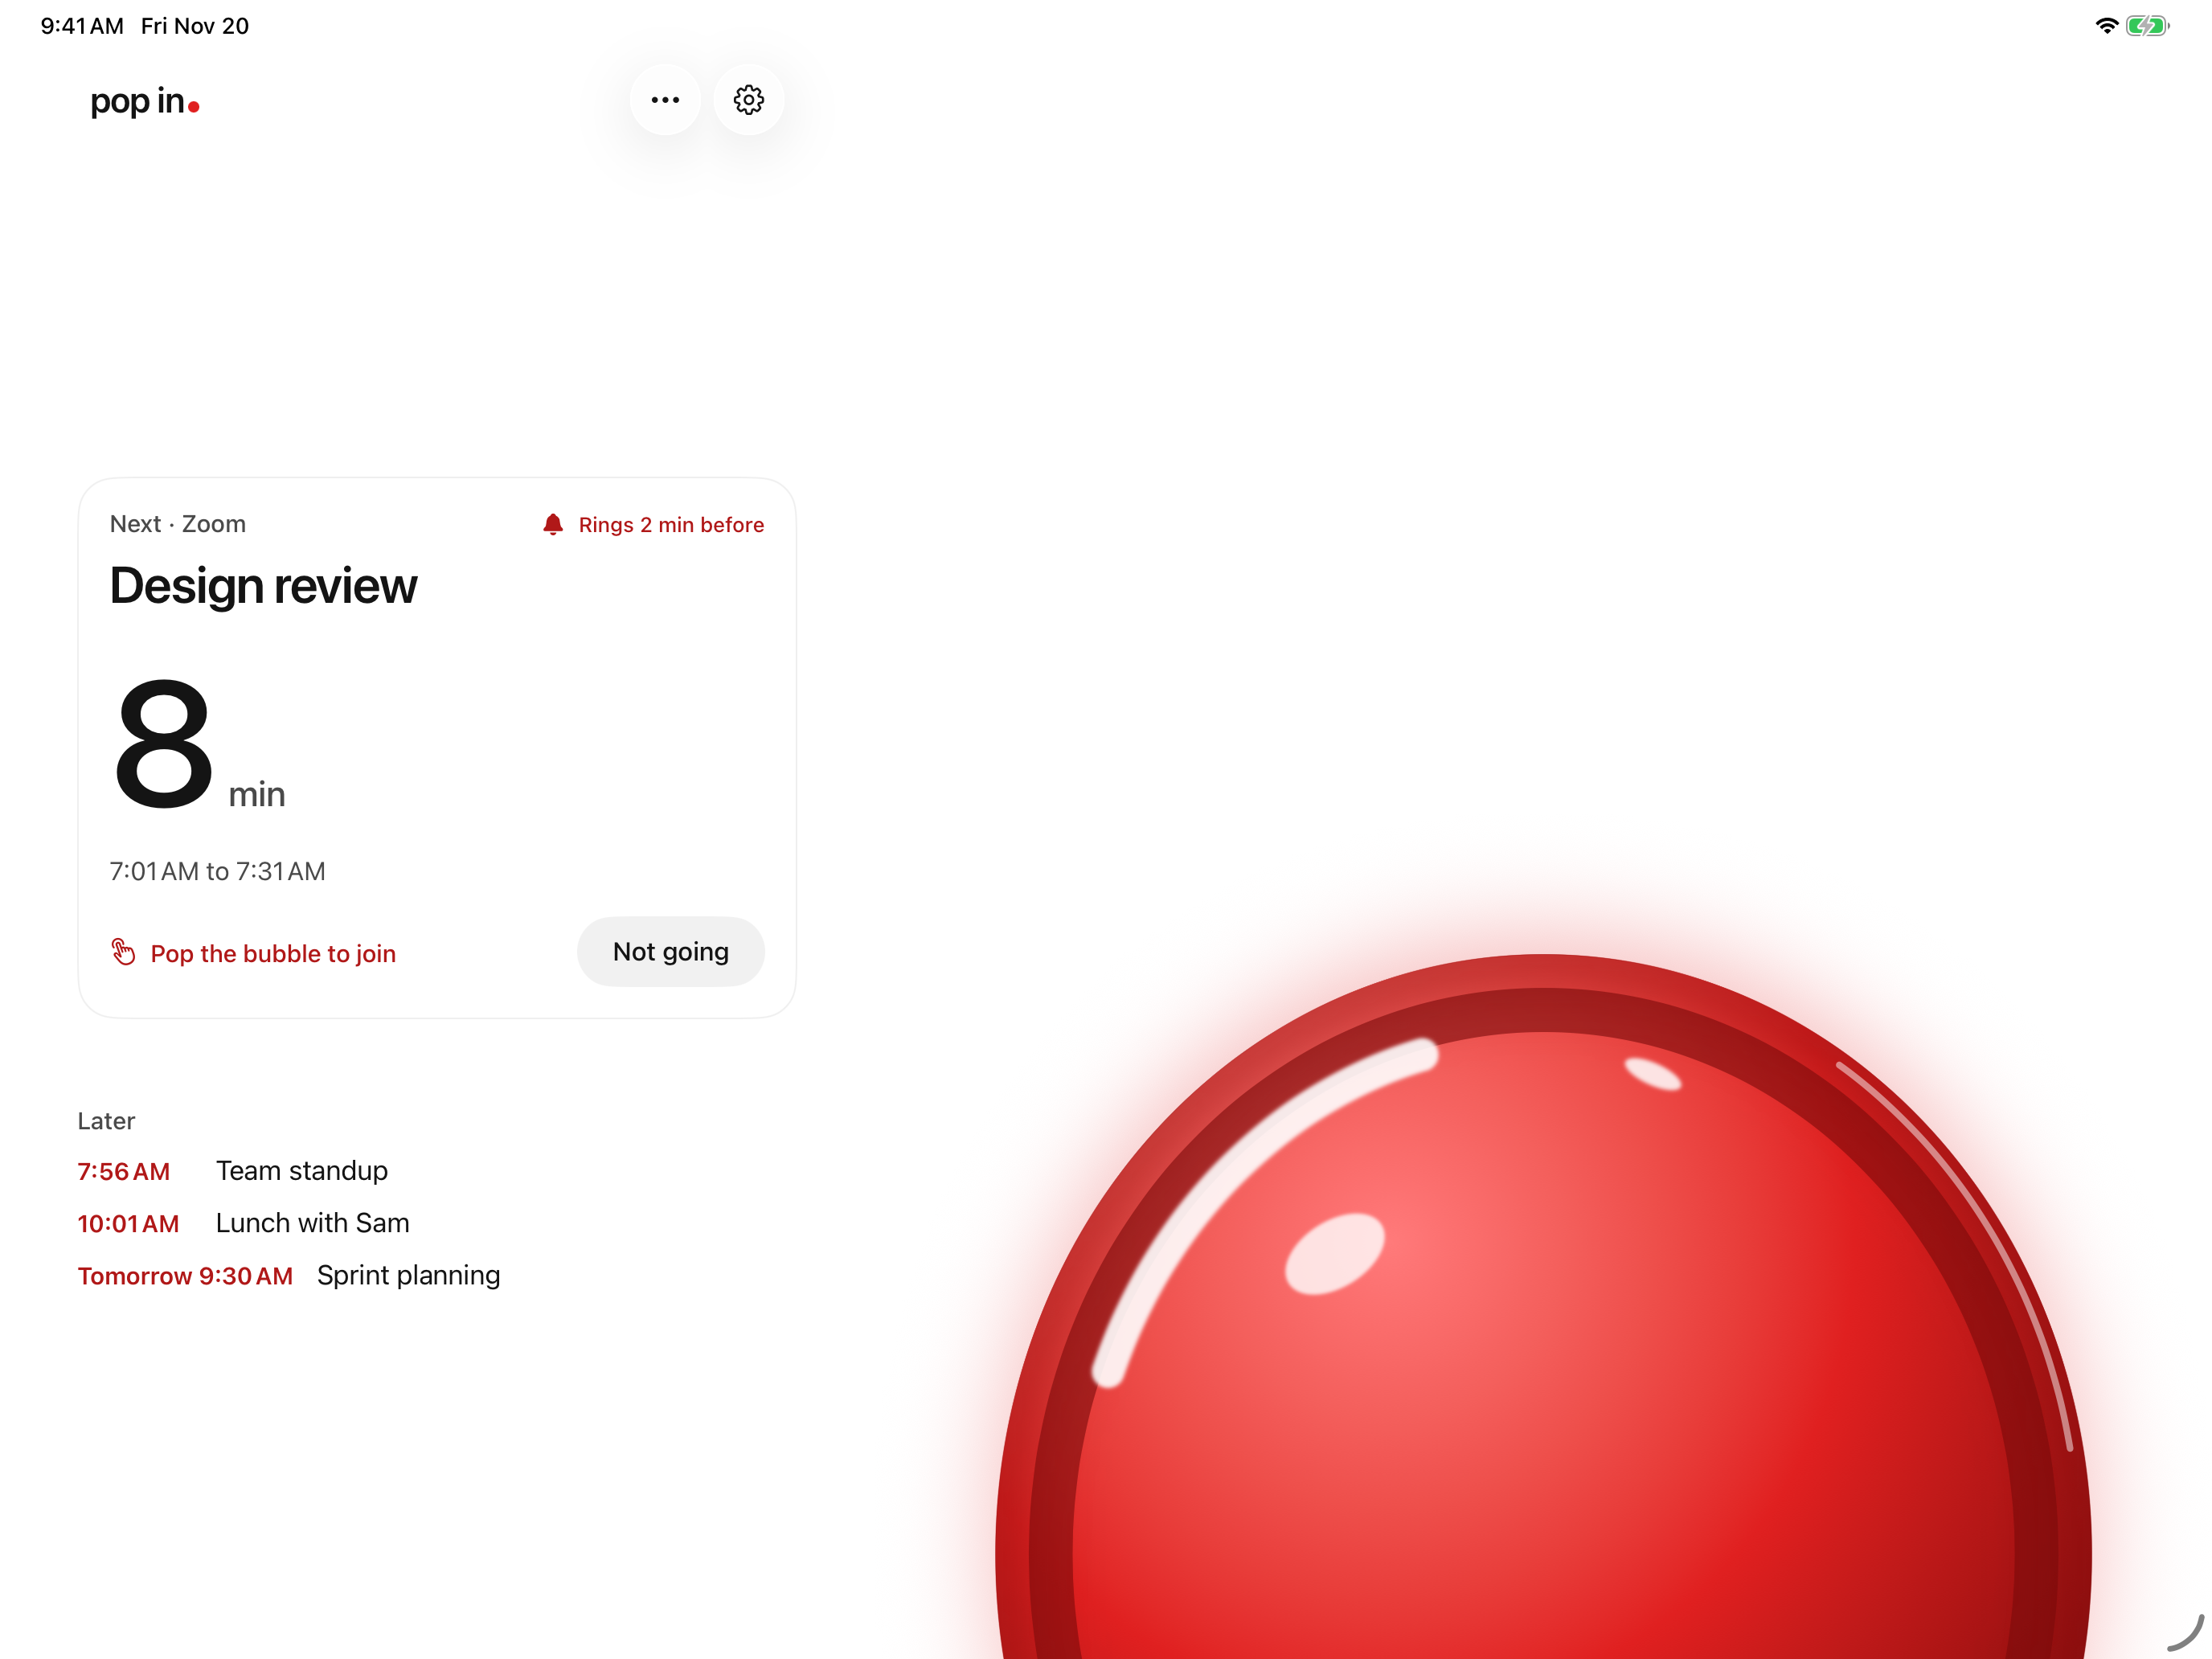 9:41 AM Fri Nov 20
pop in.
Next · Zoom
Rings 2 min before
Design review
8 min
7:01 AM to 7:31 AM
Pop the bubble to join
Not going
Later
7:56 AM Team standup
10:01 AM Lunch with Sam
Tomorrow 9:30 AM Sprint planning